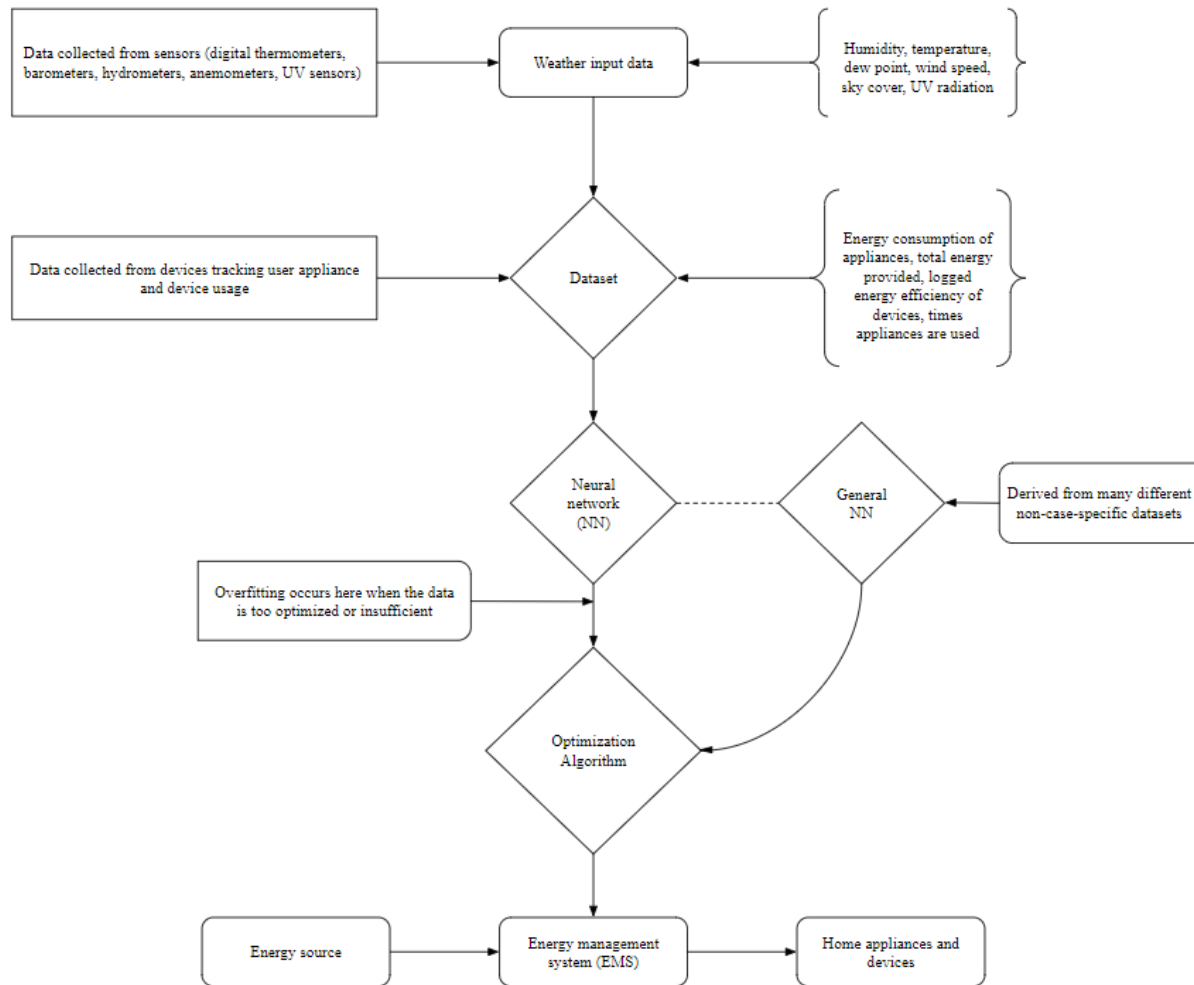 Data collected from sensors (digital thermometers,
barometers, hydrometers, anemometers, UV sensors)
Weather input data
Humidity, temperature,
dew point, wind speed,
sky cover, UV radiation
Data collected from devices tracking user appliance
and device usage
Dataset
Energy consumption of
appliances, total energy
provided, logged
energy efficiency of
devices, times
appliances are used
Neural
network
(NN)
General
NN
Derived from many different
non-case-specific datasets
Overfitting occurs here when the data
is too optimized or insufficient
Optimization
Algorithm
Energy source
Energy management
system (EMS)
Home appliances and
devices